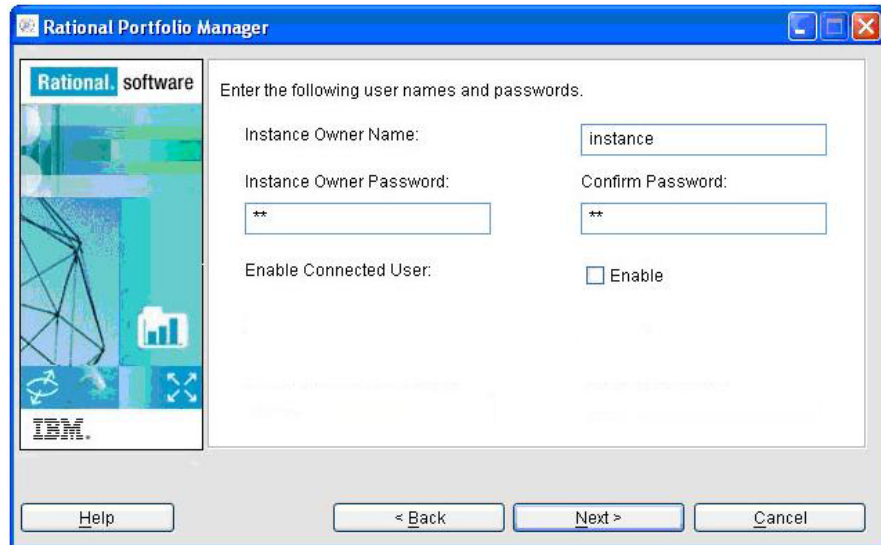 Rational Portfolio Manager
Rational. software
Enter the following user names and passwords.
Instance Owner Name:
instance
Instance Owner Password:
Confirm Password:
**
**
Enable Connected User:
Enable
IBM.
Help
< Back
Next >
Cancel